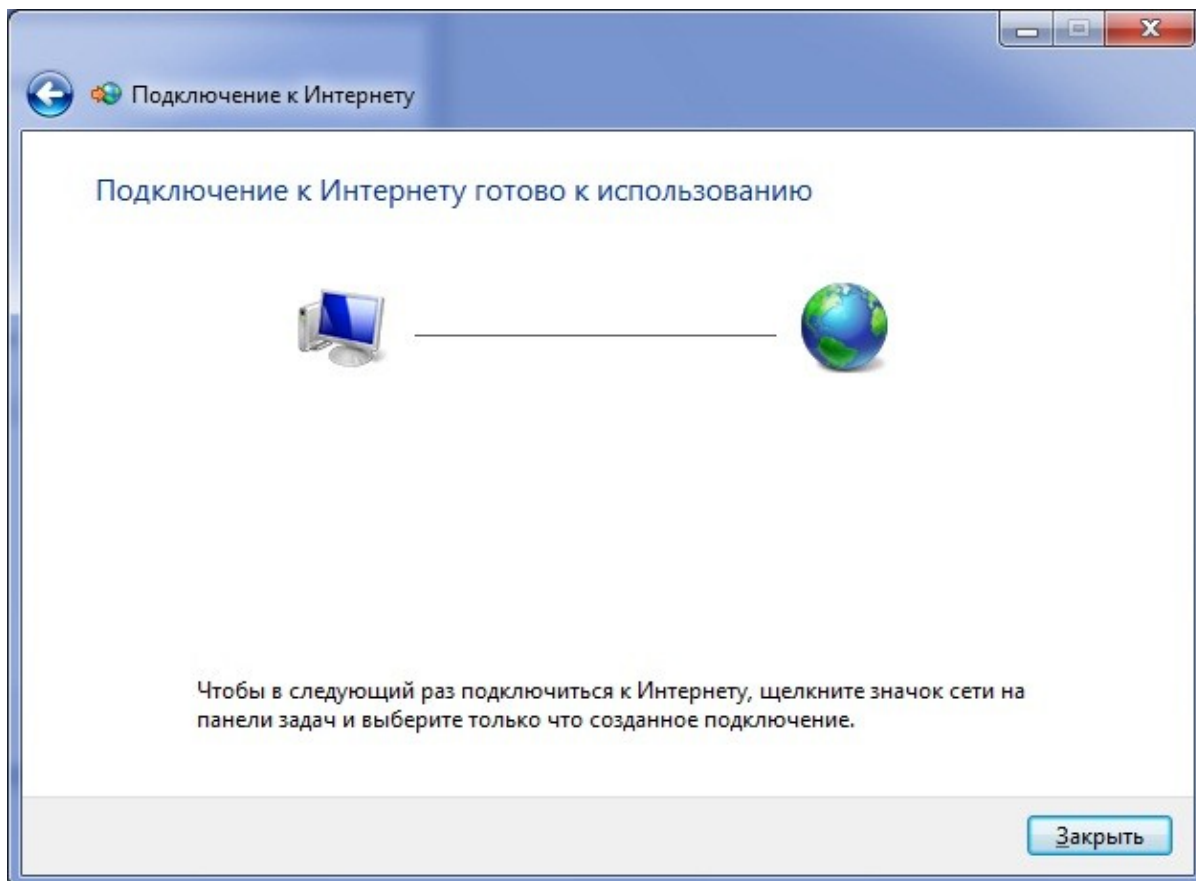 Подключение к Интернету
Подключение к Интернету готово к использованию
Чтобы в следующий раз подключиться к Интернету, щелкните значок сети на
панели задач и выберите только что созданное подключение.
Закрыть